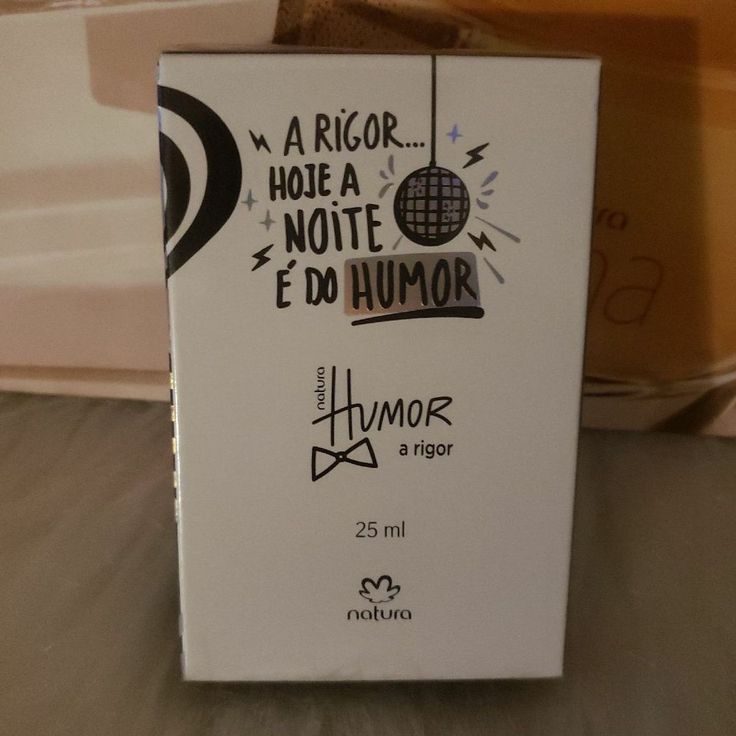 A RIGOR...
HOJE A
NOITE
É DO HUMOR
natura
HUMOR
a rigor
25 ml
natura